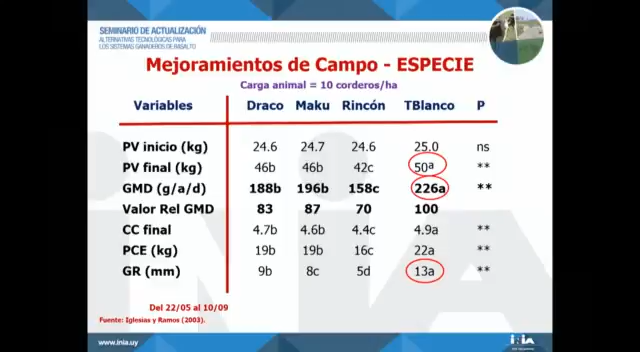 SEMINARIO DE ACTUALIZACIÓN
ALTERNATIVAS TECNOLÓGICAS PARA
LOS SISTEMAS GANADEROS DE BASALTO
Mejoramientos de Campo - ESPECIE
Carga animal = 10 corderos/ha
Variables Draco Maku Rincón TBlanco P
PV inicio (kg) 24.6 24.7 24.6 25.0 ns
PV final (kg) 46b 46b 42c 50a **
GMD (g/a/d) 188b 196b 158c 226a **
Valor Rel GMD 83 87 70 100
CC final 4.7b 4.6b 4.4c 4.9a **
PCE (kg) 19b 19b 16c 22a **
GR (mm) 9b 8c 5d 13a **
Del 22/05 al 10/09
Fuente: Iglesias y Ramos (2003).
www.inia.uy
inia